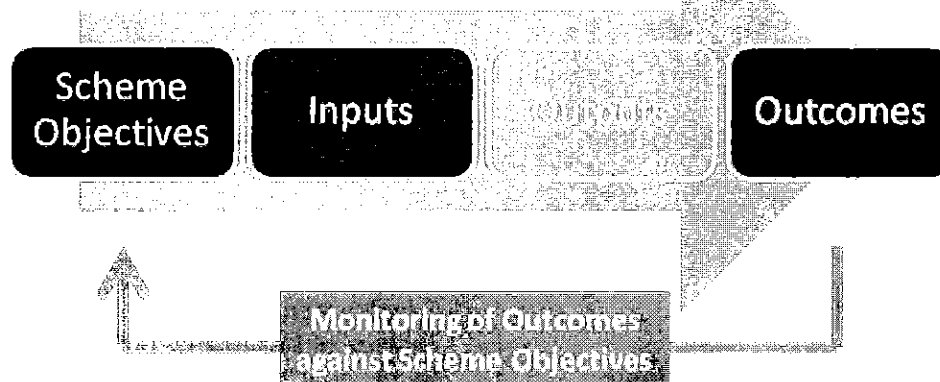 Scheme
Objectives
Inputs
Outputs
Outcomes
Monitoring of Outcomes
against Scheme Objectives